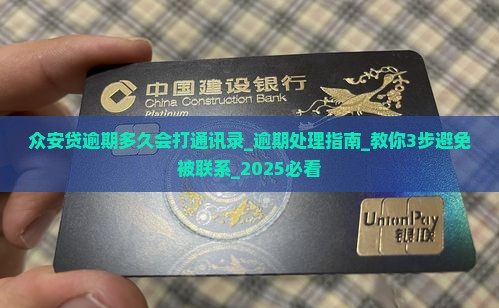 中国建设银行
China Construction Bank
Platinum
众安贷逾期多久会打通讯录_逾期处理指南_教你3步避免
被联系_2025必看
UnionPay
银联